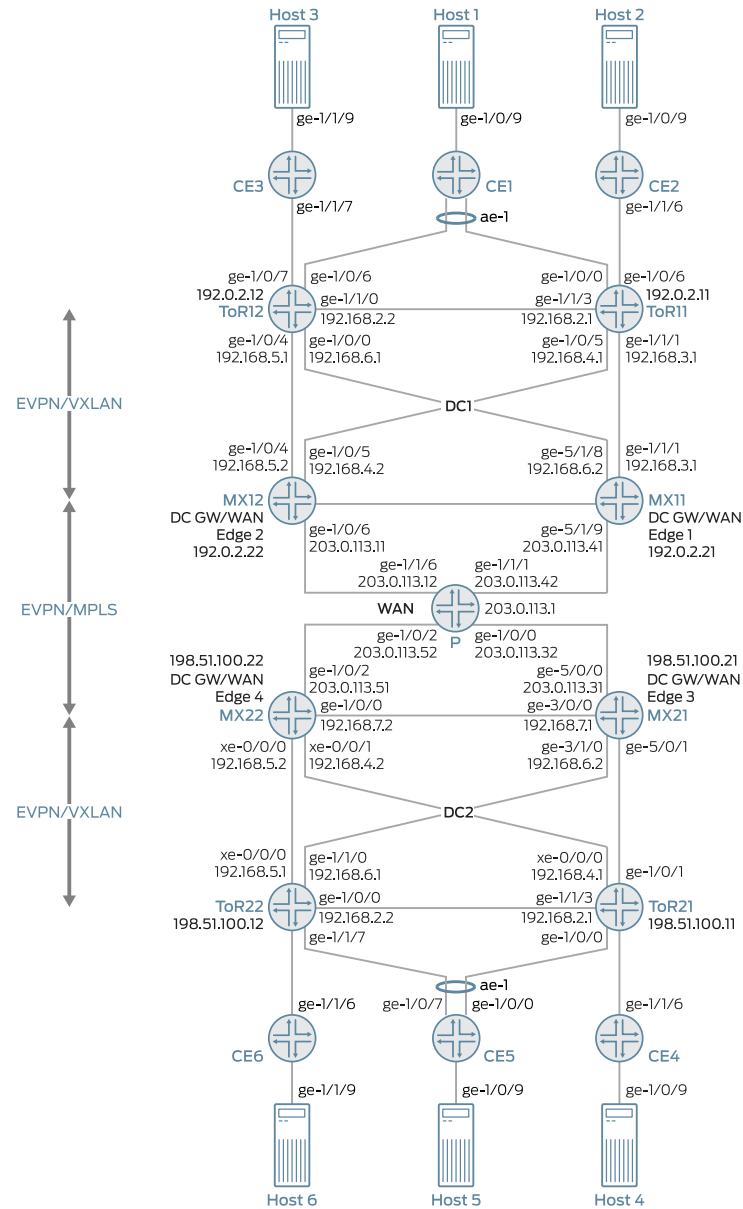 Host 3
Host 1
Host 2
ge-1/1/9
ge-1/0/9
ge-1/0/9
CE3
CE1
CE2
ge-1/1/7
ae-1
ge-1/1/6
ge-1/0/7
ge-1/0/6
ge-1/0/0
ge-1/0/6
192.0.2.12
192.0.2.11
ToR12
ge-1/1/0
ge-1/1/3
ToR11
192.168.2.2
192.168.2.1
ge-1/0/4
ge-1/0/0
ge-1/0/5
ge-1/1/1
192.168.5.1
192.168.6.1
192.168.4.1
192.168.3.1
EVPN/VXLAN
DC1
ge-1/0/4
ge-1/0/5
ge-5/1/8
ge-1/1/1
192.168.5.2
192.168.4.2
192.168.6.2
192.168.3.1
MX12
MX11
DC GW/WAN
Edge 2
192.0.2.22
DC GW/WAN
Edge 1
192.0.2.21
ge-1/0/6
203.0.113.11
ge-5/1/9
203.0.113.41
ge-1/1/6
203.0.113.12
ge-1/1/1
203.0.113.42
EVPN/MPLS
WAN
203.0.113.1
P
ge-1/0/2
203.0.113.52
ge-1/0/0
203.0.113.32
198.51.100.22
DC GW/WAN
Edge 4
MX22
ge-1/0/2
203.0.113.51
ge-5/0/0
203.0.113.31
198.51.100.21
DC GW/WAN
Edge 3
MX21
ge-1/0/0
192.168.7.2
ge-3/0/0
192.168.7.1
xe-0/0/0
192.168.5.2
xe-0/0/1
192.168.4.2
ge-3/1/0
192.168.6.2
ge-5/0/1
EVPN/VXLAN
DC2
xe-0/0/0
192.168.5.1
ge-1/1/0
192.168.6.1
xe-0/0/0
192.168.4.1
ge-1/0/1
ToR22
198.51.100.12
ge-1/0/0
192.168.2.2
ge-1/1/3
192.168.2.1
ToR21
198.51.100.11
ge-1/1/7
ge-1/0/0
ae-1
ge-1/1/6
ge-1/0/7
ge-1/0/0
ge-1/1/6
CE6
CE5
CE4
ge-1/1/9
ge-1/0/9
ge-1/0/9
Host 6
Host 5
Host 4